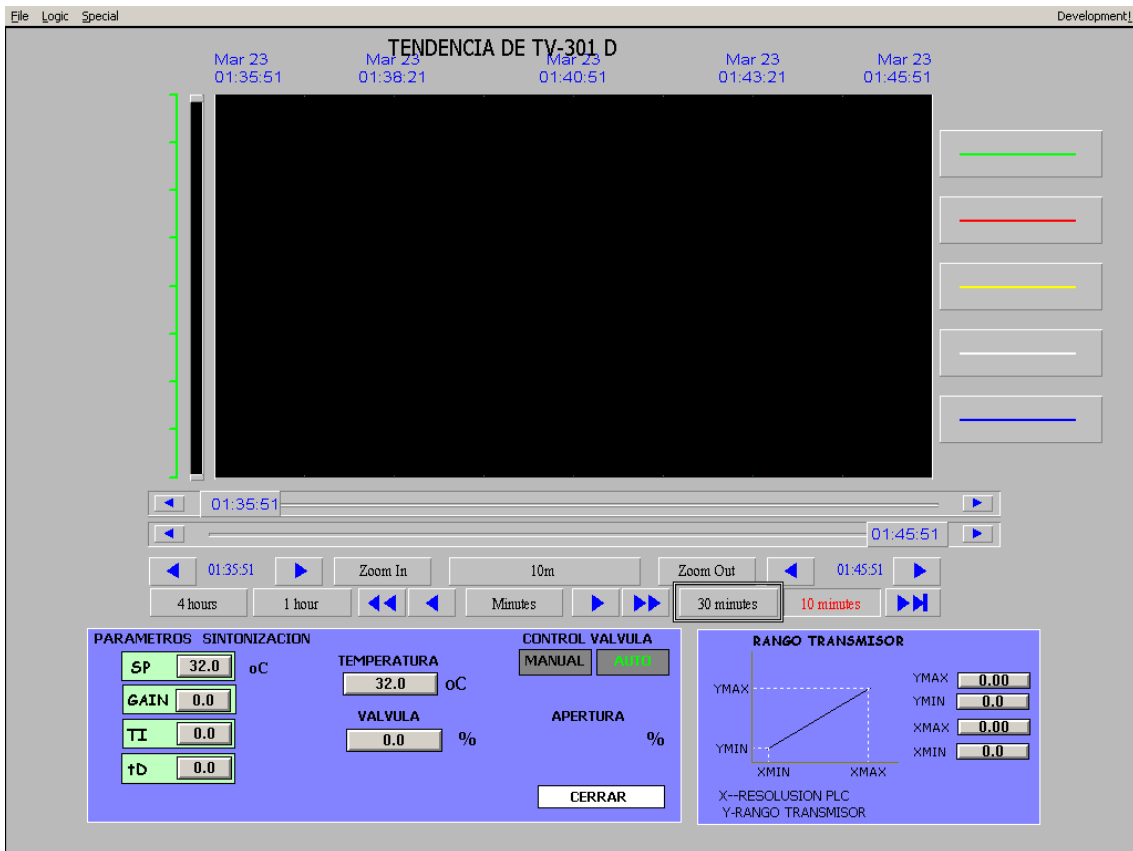 File Logic Special Development!
TENDENCIA DE TV-301 D
Mar 23 Mar 23 Mar 23 Mar 23 Mar 23
01:35:51 01:38:21 01:40:51 01:43:21 01:45:51
01:35:51
01:45:51
01:35:51 Zoom In 10m Zoom Out 01:45:51
4 hours 1 hour Minutes 30 minutes 10 minutes
PARAMETROS SINTONIZACION
SP 32.0 oC
GAIN 0.0
TI 0.0
tD 0.0
TEMPERATURA
32.0 oC
VALVULA
0.0 %
CONTROL VALVULA
MANUAL AUTO
APERTURA
%
CERRAR
RANGO TRANSMISOR
YMAX
YMIN
XMIN XMAX
YMAX 0.00
YMIN 0.0
XMAX 0.00
XMIN 0.0
X--RESOLUSION PLC
Y-RANGO TRANSMISOR